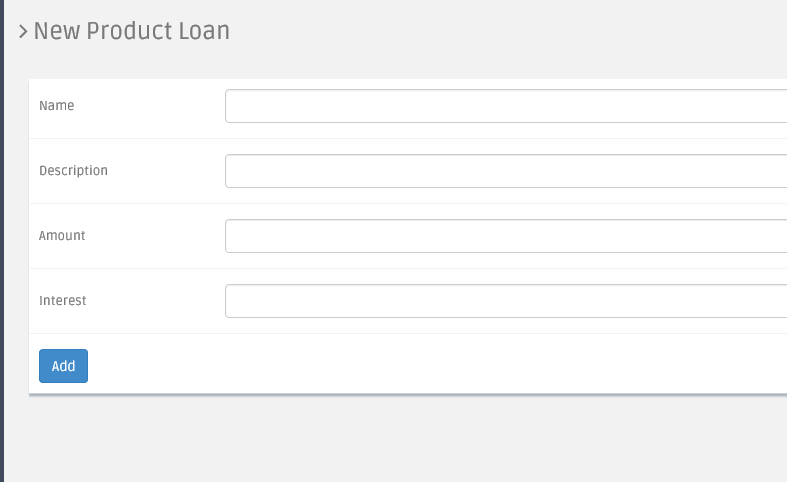 New Product Loan
Name
Description
Amount
Interest
Add